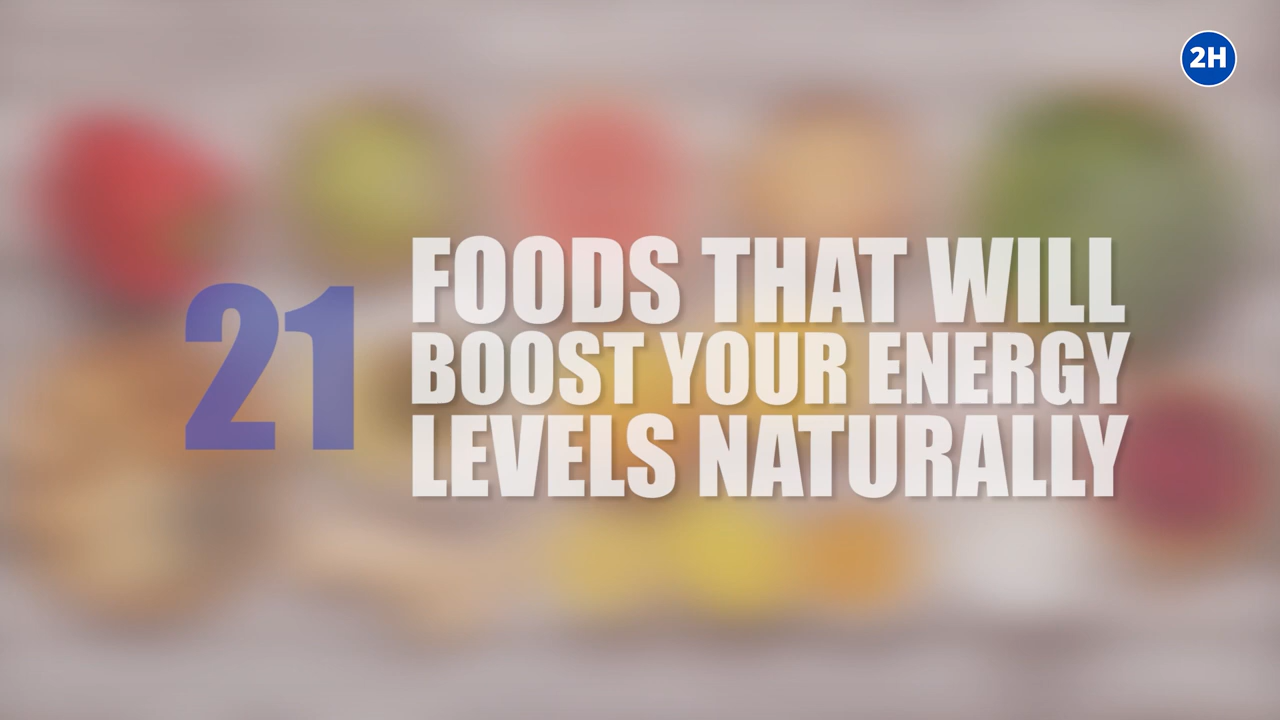 2H
21
FOODS THAT WILL
BOOST YOUR ENERGY
LEVELS NATURALLY